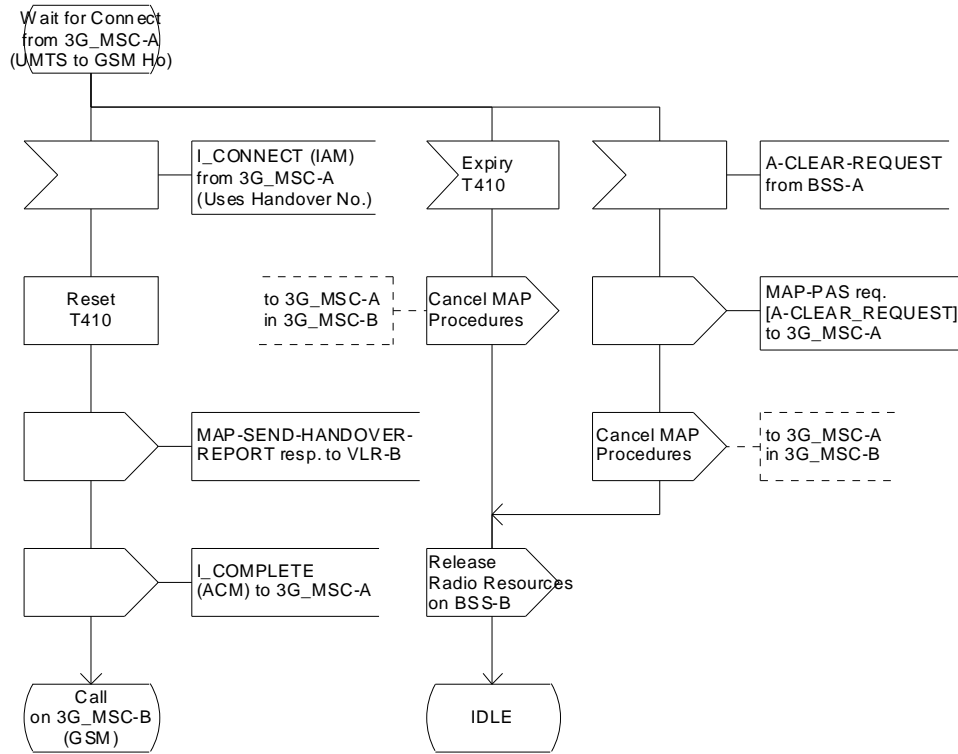 Wait for Connect
from 3G_MSC-A
(UMTS to GSM Ho)
I_CONNECT (IAM)
from 3G_MSC-A
(Uses Handover No.)
Expiry
T410
A-CLEAR-REQUEST
from BSS-A
Reset
T410
to 3G_MSC-A
in 3G_MSC-B
Cancel MAP
Procedures
MAP-PAS req.
[A-CLEAR_REQUEST]
to 3G_MSC-A
MAP-SEND-HANDOVER-
REPORT resp. to VLR-B
Cancel MAP
Procedures
to 3G_MSC-A
in 3G_MSC-B
I_COMPLETE
(ACM) to 3G_MSC-A
Release
Radio Resources
on BSS-B
Call
on 3G_MSC-B
(GSM)
IDLE